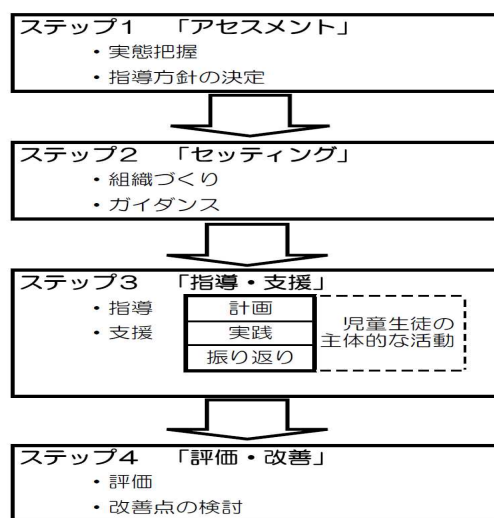 ステップ1 「アセスメント」
・実態把握
・指導方針の決定
ステップ2 「セッティング」
・組織づくり
・ガイダンス
ステップ3 「指導・支援」
・指導
・支援
計画
実践
振り返り
児童生徒の
主体的な活動
ステップ4 「評価・改善」
・評価
・改善点の検討